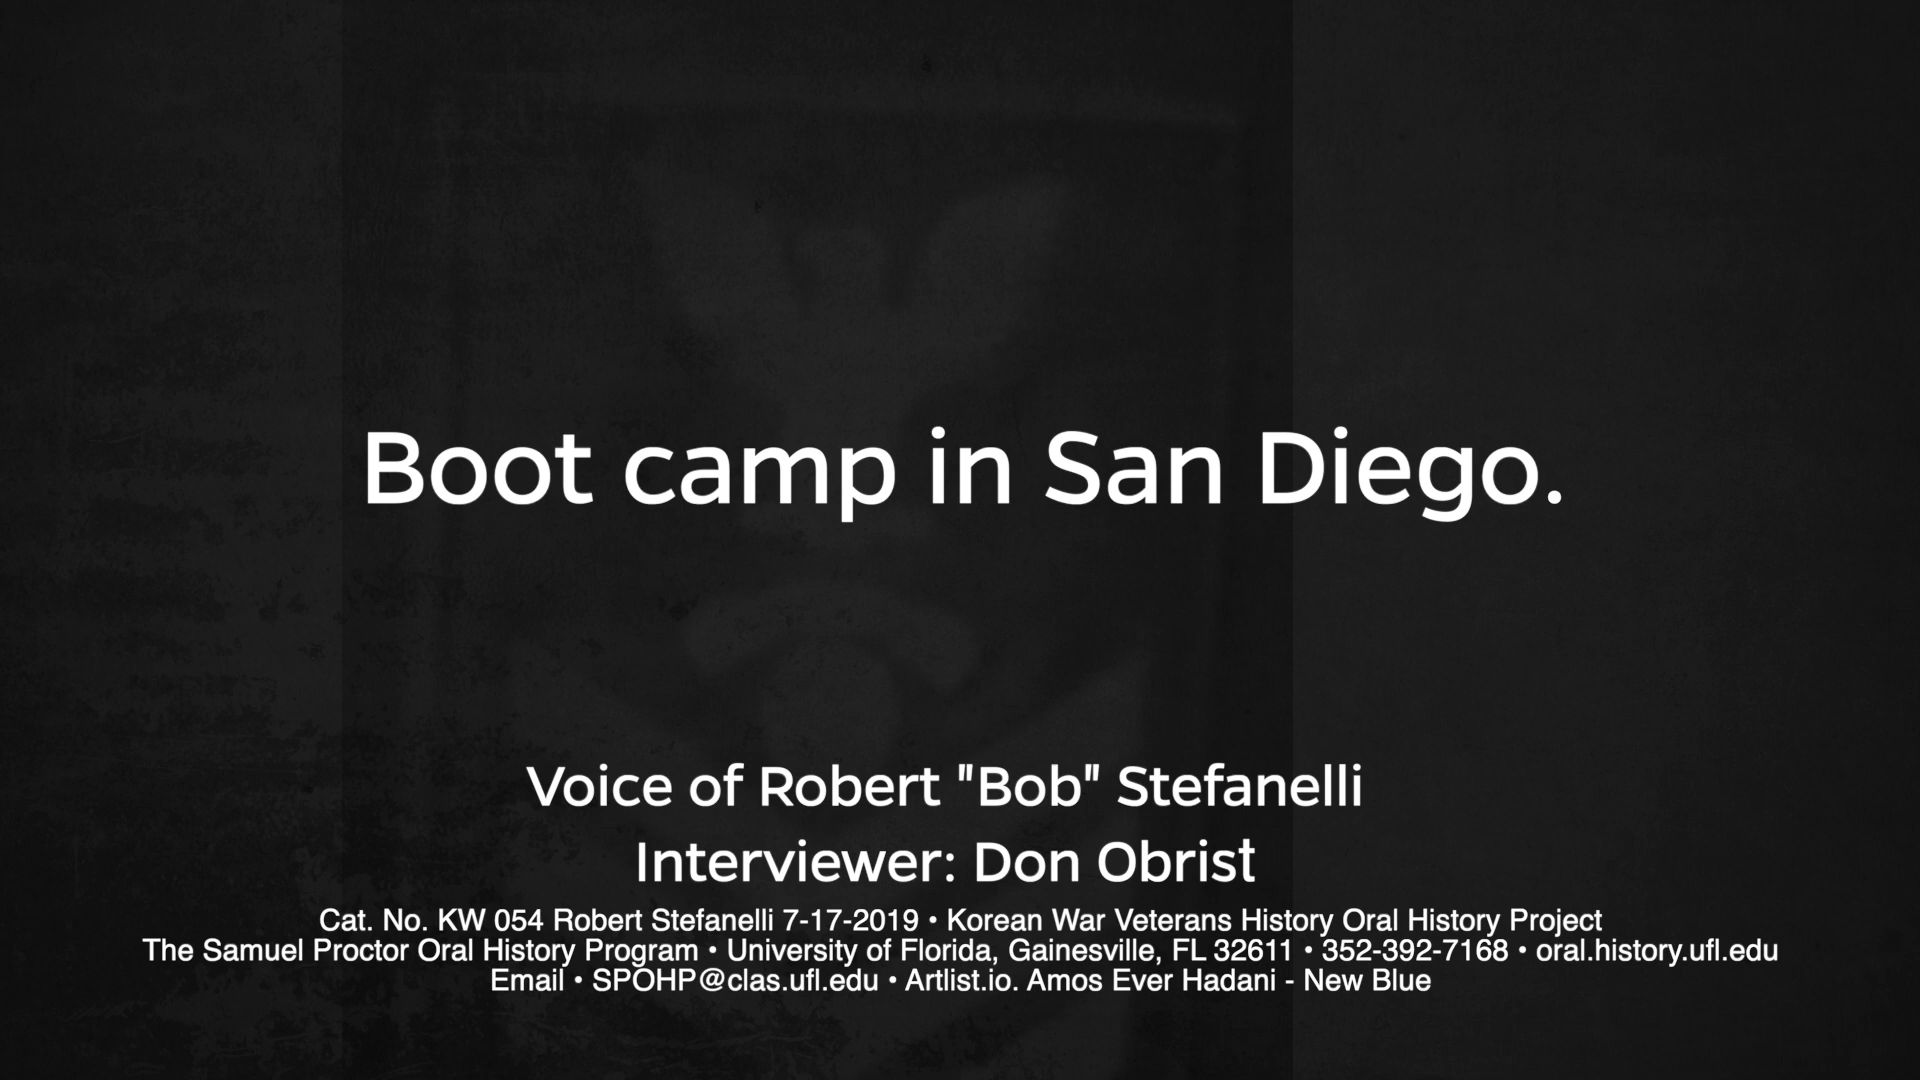 Boot camp in San Diego.
Voice of Robert "Bob" Stefanelli
Interviewer: Don Obrist
Cat. No. KW 054 Robert Stefanelli 7-17-2019 • Korean War Veterans History Oral History Project
The Samuel Proctor Oral History Program • University of Florida, Gainesville, FL 32611 • 352-392-7168 • oral.history.ufl.edu
Email • SPOHP@clas.ufl.edu • Artlist.io. Amos Ever Hadani - New Blue